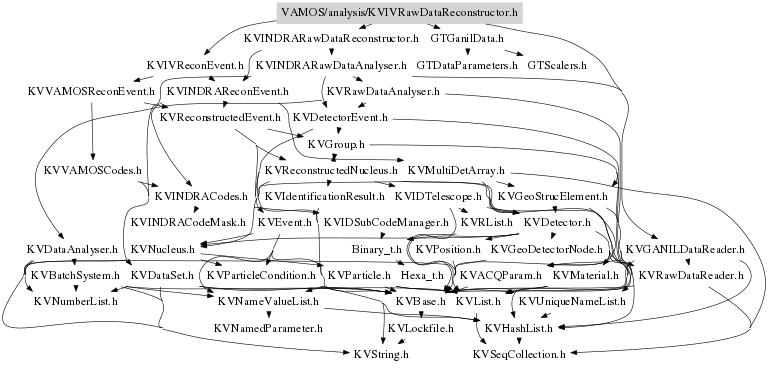 VAMOS/analysis/KVIVRawDataReconstructor.h
KVINDRARawDataReconstructor.h GTGanilData.h
KVIVReconEvent.h KVINDRARawDataAnalyser.h GTDataParameters.h GTScalers.h
KVVAMOSReconEvent.h KVINDRAReconEvent.h KVRawDataAnalyser.h
KVReconstructedEvent.h KVDetectorEvent.h
KVGroup.h
KVVAMOSCodes.h KVReconstructedNucleus.h KVMultiDetArray.h
KVINDRACodes.h KVIdentificationResult.h KVIDTelescope.h KVGeoStrucElement.h
KVINDRACodeMask.h KVEvent.h KVIDSubCodeManager.h KVRList.h KVDetector.h
KVDataAnalyser.h KVNucleus.h Binary_t.h KVPosition.h KVGeoDetectorNode.h KVGANILDataReader.h
KVBatchSystem.h KVDataSet.h KVParticleCondition.h KVParticle.h Hexa_t.h KVACQParam.h KVMaterial.h KVRawDataReader.h
KVNumberList.h KVNameValueList.h KVBase.h KVList.h KVUniqueNameList.h
KVNamedParameter.h KVLockfile.h KVHashList.h
KVString.h KVSeqCollection.h